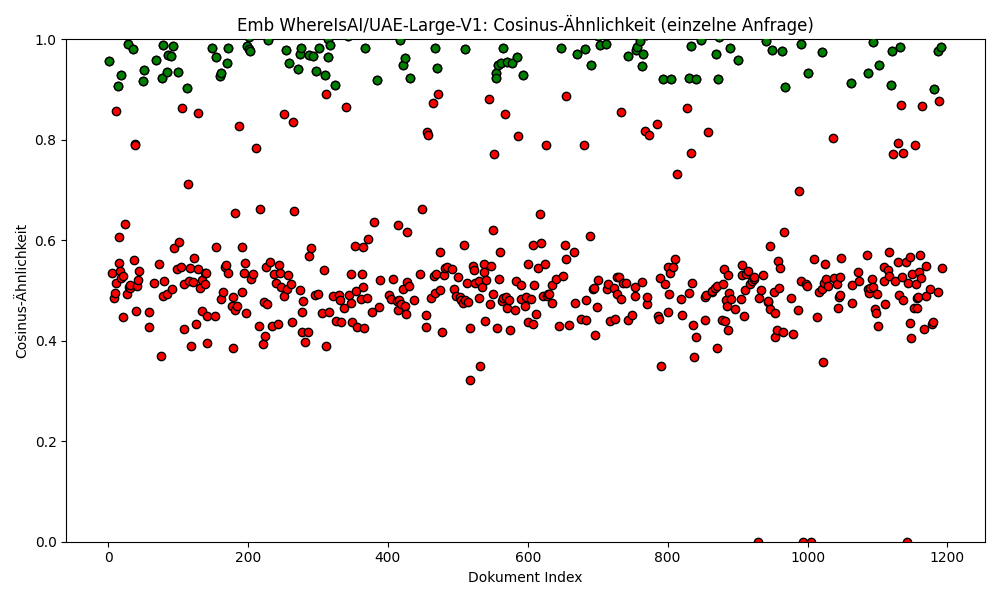 Emb WhereIsAI/UAE-Large-V1: Cosinus-Ähnlichkeit (einzelne Anfrage)
1.0
0.8
0.6
0.4
0.2
0.0
Cosinus-Ähnlichkeit
0 200 400 600 800 1000 1200
Dokument Index